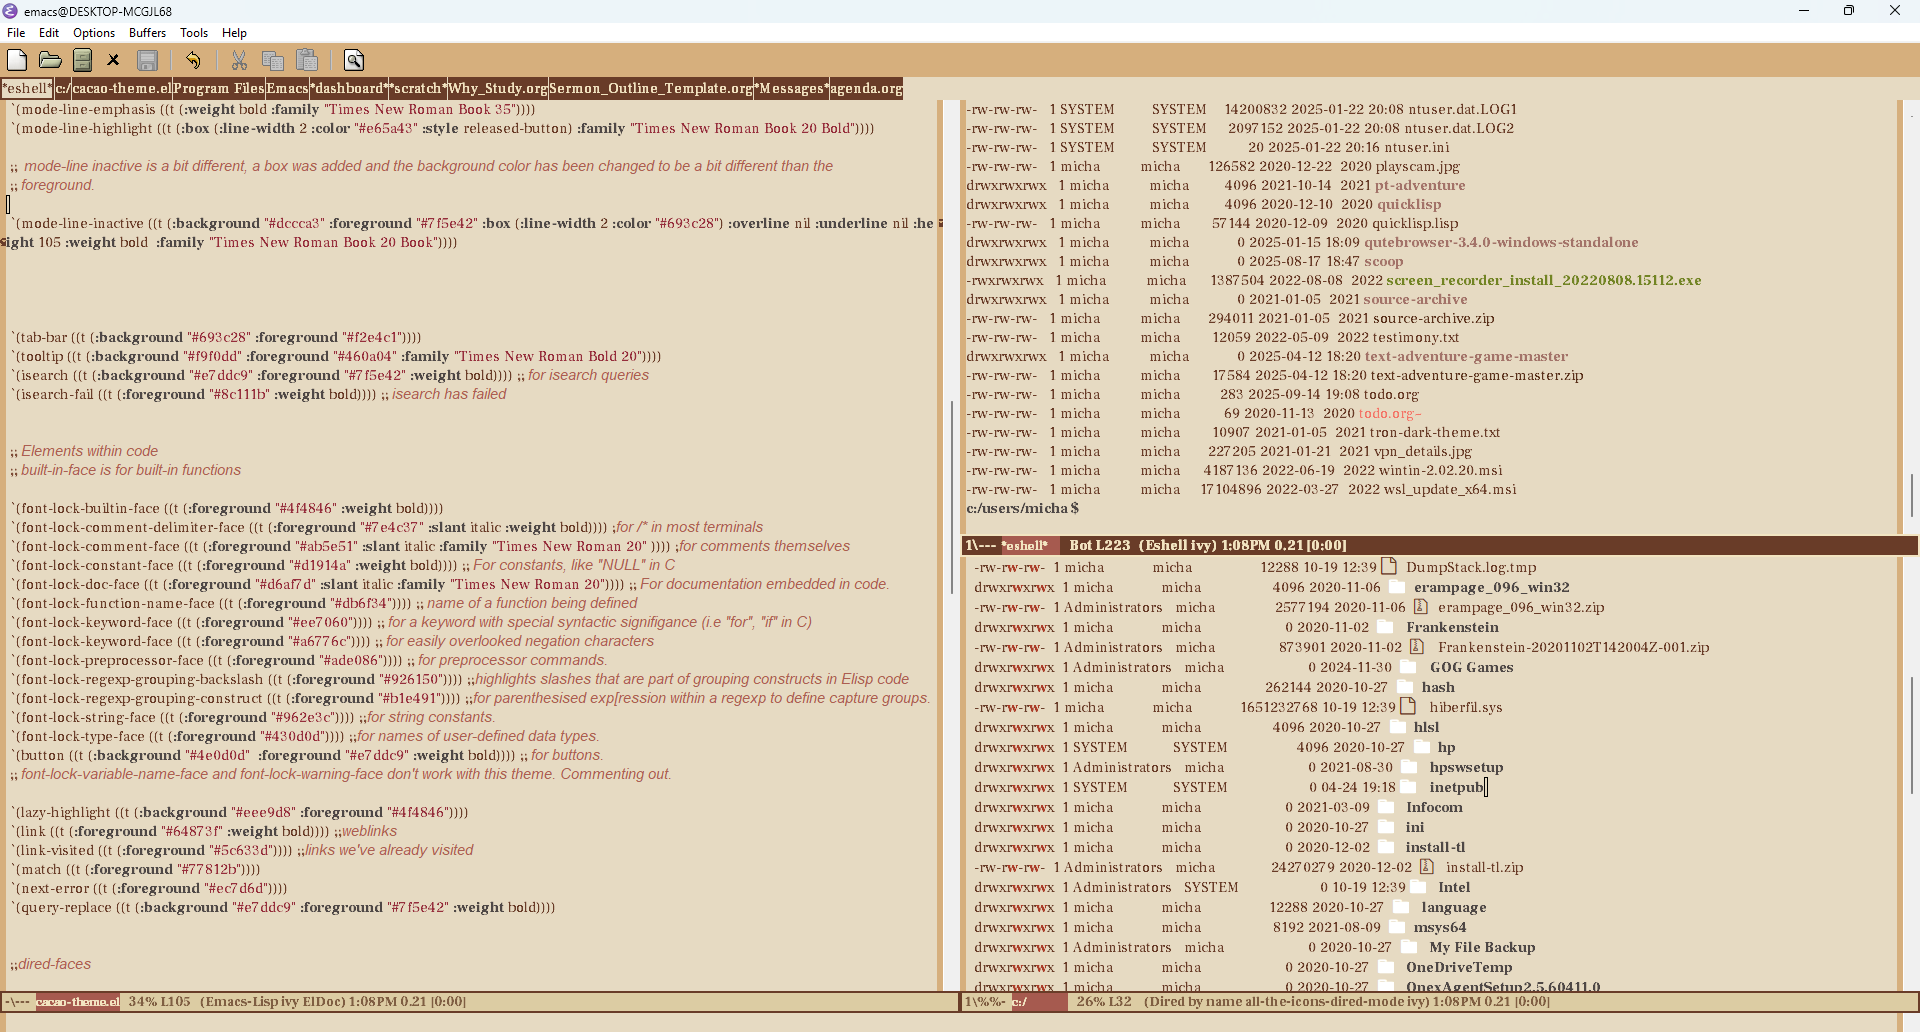 emacs@DESKTOP-MCGJL68
File Edit Options Buffers Tools Help
*eshell* c:/ cacao-theme.el Program Files Emacs *dashboard* *scratch* Why_Study.org Sermon_Outline_Template.org *Messages* agenda.org
`(mode-line-emphasis ((t (:weight bold :family "Times New Roman Book 35"))))
`(mode-line-highlight ((t (:box (:line-width 2 :color "#e65a43" :style released-button) :family "Times New Roman Book 20 Bold"))))
;; mode-line inactive is a bit different, a box was added and the background color has been changed to be a bit different than the
;; foreground.
`(mode-line-inactive ((t (:background "#dccca3" :foreground "#7f5e42" :box (:line-width 2 :color "#693c28") :overline nil :underline nil :he
ight 105 :weight bold  :family "Times New Roman Book 20 Book"))))
`(tab-bar ((t (:background "#693c28" :foreground "#f2e4c1"))))
`(tooltip ((t (:background "#f9f0dd" :foreground "#460a04" :family "Times New Roman Bold 20"))))
`(isearch ((t (:background "#e7ddc9" :foreground "#7f5e42" :weight bold)))) ;; for isearch queries
`(isearch-fail ((t (:foreground "#8c111b" :weight bold)))) ;; isearch has failed
;; Elements within code
;; built-in-face is for built-in functions
`(font-lock-builtin-face ((t (:foreground "#4f4846" :weight bold))))
`(font-lock-comment-delimiter-face ((t (:foreground "#7e4c37" :slant italic :weight bold)))) ;for /* in most terminals
`(font-lock-comment-face ((t (:foreground "#ab5e51" :slant italic :family "Times New Roman 20" )))) ;for comments themselves
`(font-lock-constant-face ((t (:foreground "#d1914a" :weight bold)))) ;; For constants, like "NULL" in C
`(font-lock-doc-face ((t (:foreground "#d6af7d" :slant italic :family "Times New Roman 20")))) ;; For documentation embedded in code.
`(font-lock-function-name-face ((t (:foreground "#db6f34")))) ;; name of a function being defined
`(font-lock-keyword-face ((t (:foreground "#ee7060")))) ;; for a keyword with special syntactic signifigance (i.e "for", "if" in C)
`(font-lock-keyword-face ((t (:foreground "#a6776c")))) ;; for easily overlooked negation characters
`(font-lock-preprocessor-face ((t (:foreground "#ade086")))) ;; for preprocessor commands.
`(font-lock-regexp-grouping-backslash ((t (:foreground "#926150")))) ;;highlights slashes that are part of grouping constructs in Elisp code
`(font-lock-regexp-grouping-construct ((t (:foreground "#b1e491")))) ;;for parenthesised exp[ression within a regexp to define capture groups.
`(font-lock-string-face ((t (:foreground "#962e3c")))) ;;for string constants.
`(font-lock-type-face ((t (:foreground "#430d0d")))) ;;for names of user-defined data types.
`(button ((t (:background "#4e0d0d"  :foreground "#e7ddc9" :weight bold)))) ;; for buttons.
;; font-lock-variable-name-face and font-lock-warning-face don't work with this theme. Commenting out.
`(lazy-highlight ((t (:background "#eee9d8" :foreground "#4f4846"))))
`(link ((t (:foreground "#64873f" :weight bold)))) ;;weblinks
`(link-visited ((t (:foreground "#5c633d")))) ;;links we've already visited
`(match ((t (:foreground "#77812b"))))
`(next-error ((t (:foreground "#ec7d6d"))))
`(query-replace ((t (:background "#e7ddc9" :foreground "#7f5e42" :weight bold))))
;;dired-faces
-\--- cacao-theme.el 34% L105 (Emacs-Lisp ivy ElDoc) 1:08PM 0.21 [0:00]
-rw-rw-rw- 1 SYSTEM SYSTEM 14200832 2025-01-22 20:08 ntuser.dat.LOG1
-rw-rw-rw- 1 SYSTEM SYSTEM 2097152 2025-01-22 20:08 ntuser.dat.LOG2
-rw-rw-rw- 1 SYSTEM SYSTEM 20 2025-01-22 20:16 ntuser.ini
-rw-rw-rw- 1 micha micha 126582 2020-12-22 2020 playscam.jpg
drwxrwxrwx 1 micha micha 4096 2021-10-14 2021 pt-adventure
drwxrwxrwx 1 micha micha 4096 2020-12-10 2020 quicklisp
-rw-rw-rw- 1 micha micha 57144 2020-12-09 2020 quicklisp.lisp
drwxrwxrwx 1 micha micha 0 2025-01-15 18:09 qutebrowser-3.4.0-windows-standalone
drwxrwxrwx 1 micha micha 0 2025-08-17 18:47 scoop
-rwxrwxrwx 1 micha micha 1387504 2022-08-08 2022 screen_recorder_install_20220808.15112.exe
drwxrwxrwx 1 micha micha 0 2021-01-05 2021 source-archive
-rw-rw-rw- 1 micha micha 294011 2021-01-05 2021 source-archive.zip
-rw-rw-rw- 1 micha micha 12059 2022-05-09 2022 testimony.txt
drwxrwxrwx 1 micha micha 0 2025-04-12 18:20 text-adventure-game-master
-rw-rw-rw- 1 micha micha 17584 2025-04-12 18:20 text-adventure-game-master.zip
-rw-rw-rw- 1 micha micha 283 2025-09-14 19:08 todo.org
-rw-rw-rw- 1 micha micha 69 2020-11-13 2020 todo.org~
-rw-rw-rw- 1 micha micha 10907 2021-01-05 2021 tron-dark-theme.txt
-rw-rw-rw- 1 micha micha 227205 2021-01-21 2021 vpn_details.jpg
-rw-rw-rw- 1 micha micha 4187136 2022-06-19 2022 wintin-2.02.20.msi
-rw-rw-rw- 1 micha micha 17104896 2022-03-27 2022 wsl_update_x64.msi
c:/users/micha $
1\--- *eshell* Bot L223 (Eshell ivy) 1:08PM 0.21 [0:00]
-rw-rw-rw- 1 micha micha 12288 10-19 12:39 DumpStack.log.tmp
drwxrwxrwx 1 micha micha 4096 2020-11-06 erampage_096_win32
-rw-rw-rw- 1 Administrators micha 2577194 2020-11-06 erampage_096_win32.zip
drwxrwxrwx 1 micha micha 0 2020-11-02 Frankenstein
-rw-rw-rw- 1 Administrators micha 873901 2020-11-02 Frankenstein-20201102T142004Z-001.zip
drwxrwxrwx 1 Administrators micha 0 2024-11-30 GOG Games
drwxrwxrwx 1 micha micha 262144 2020-10-27 hash
-rw-rw-rw- 1 micha micha 1651232768 10-19 12:39 hiberfil.sys
drwxrwxrwx 1 micha micha 4096 2020-10-27 hlsl
drwxrwxrwx 1 SYSTEM SYSTEM 4096 2020-10-27 hp
drwxrwxrwx 1 Administrators micha 0 2021-08-30 hpswsetup
drwxrwxrwx 1 SYSTEM SYSTEM 0 04-24 19:18 inetpub
drwxrwxrwx 1 micha micha 0 2021-03-09 Infocom
drwxrwxrwx 1 micha micha 0 2020-10-27 ini
drwxrwxrwx 1 micha micha 0 2020-12-02 install-tl
-rw-rw-rw- 1 Administrators micha 24270279 2020-12-02 install-tl.zip
drwxrwxrwx 1 Administrators SYSTEM 0 10-19 12:39 Intel
drwxrwxrwx 1 micha micha 12288 2020-10-27 language
drwxrwxrwx 1 micha micha 8192 2021-08-09 msys64
drwxrwxrwx 1 Administrators micha 0 2020-10-27 My File Backup
drwxrwxrwx 1 micha micha 0 2020-10-27 OneDriveTemp
drwxrwxrwx 1 micha micha 0 2020-10-27 OnexAgentSetup2.5.60411.0
1\%%- c:/ 26% L32 (Dired by name all-the-icons-dired-mode ivy) 1:08PM 0.21 [0:00]